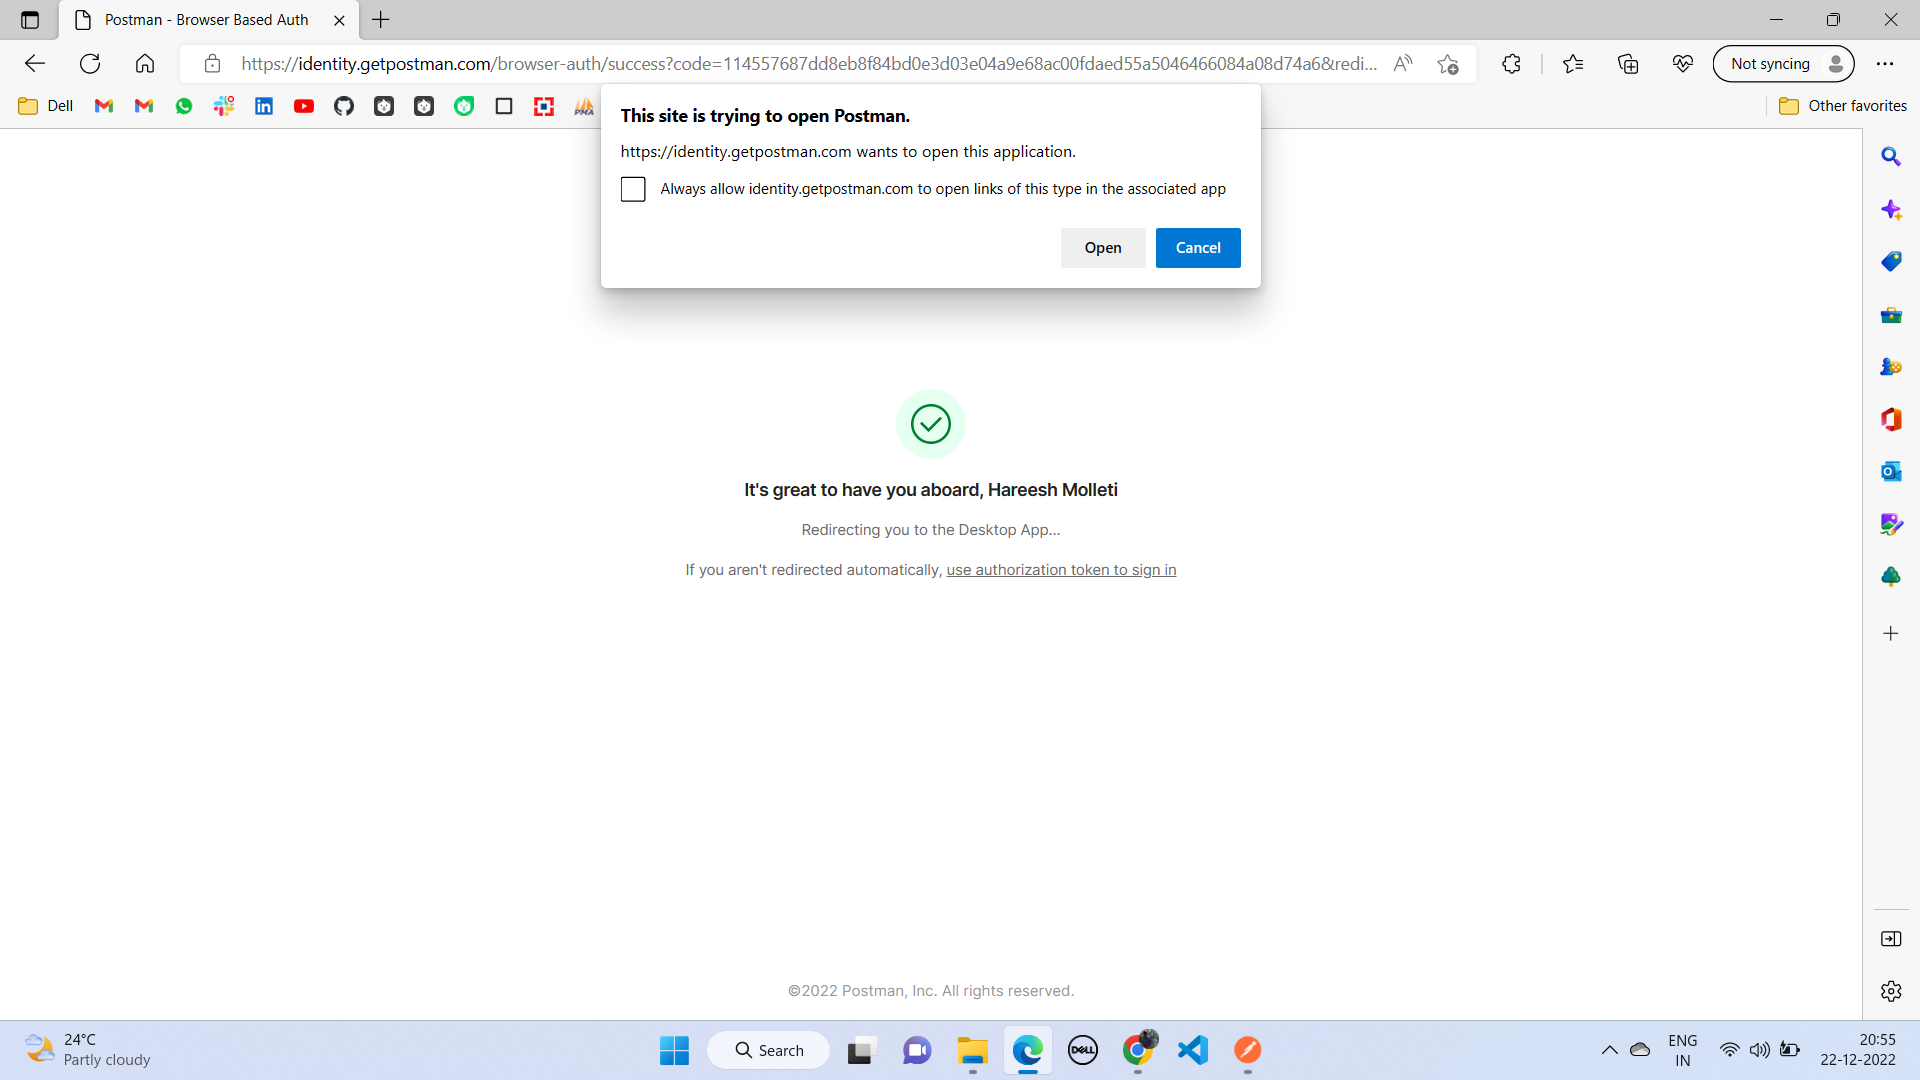 Postman - Browser Based Auth
https://identity.getpostman.com/browser-auth/success?code=114557687dd8eb8f84bd0e3d03e04a9e68ac00fdaed55a5046466084a08d74a6&redi...
Not syncing
Dell
Other favorites
This site is trying to open Postman.
https://identity.getpostman.com wants to open this application.
Always allow identity.getpostman.com to open links of this type in the associated app
Open
Cancel
It's great to have you aboard, Hareesh Molleti
Redirecting you to the Desktop App...
If you aren't redirected automatically, use authorization token to sign in
©2022 Postman, Inc. All rights reserved.
24°C
Partly cloudy
Search
DELL
ENG
IN
20:55
22-12-2022
PMA